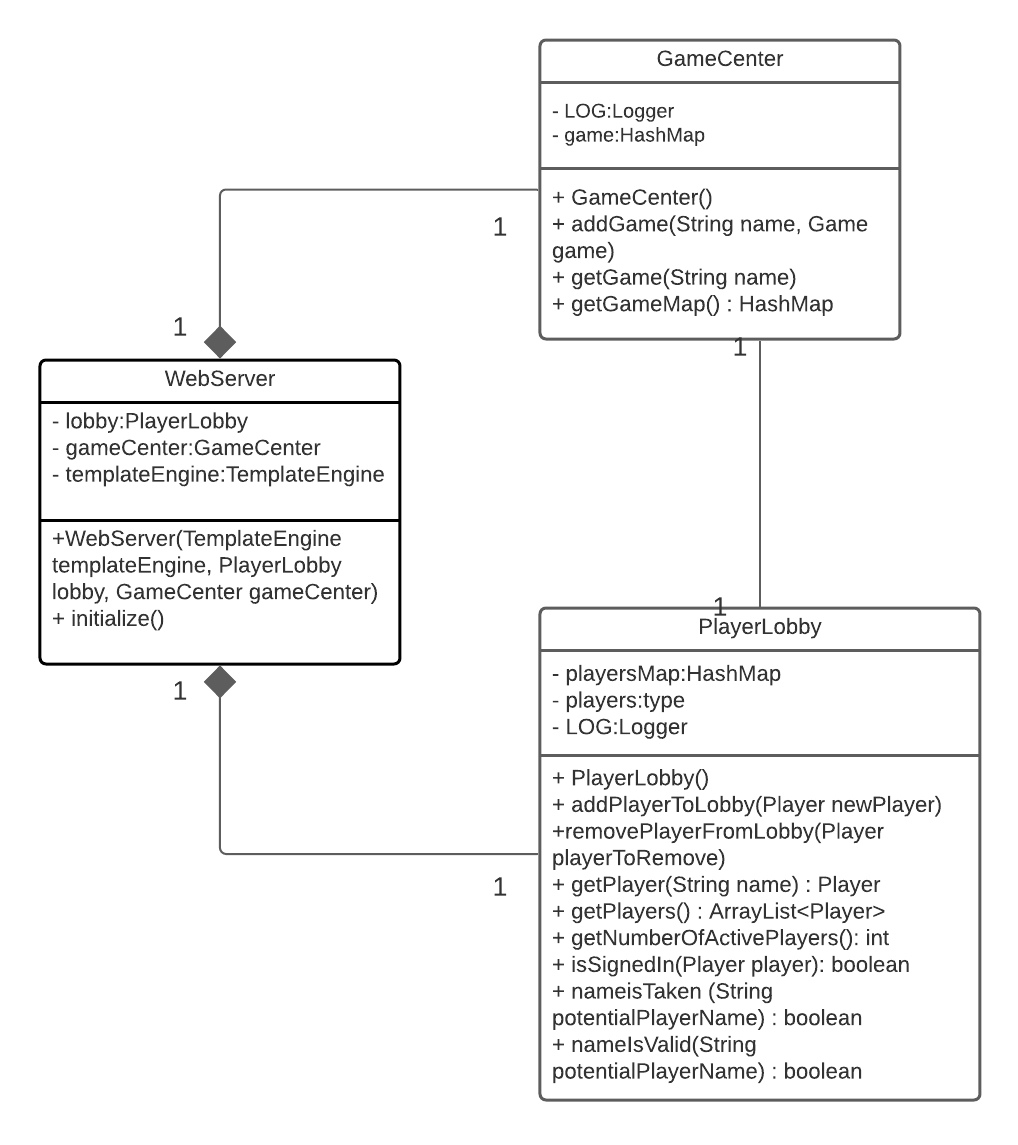 GameCenter
- LOG:Logger
- game:HashMap
+ GameCenter()
+ addGame(String name, Game
game)
+ getGame(String name)
+ getGameMap() : HashMap
1
1
1
WebServer
- lobby:PlayerLobby
- gameCenter:GameCenter
- templateEngine:TemplateEngine
+WebServer(TemplateEngine
templateEngine, PlayerLobby
lobby, GameCenter gameCenter)
+ initialize()
1
1
1
PlayerLobby
- playersMap:HashMap
- players:type
- LOG:Logger
+ PlayerLobby()
+ addPlayerToLobby(Player newPlayer)
+removePlayerFromLobby(Player
playerToRemove)
+ getPlayer(String name) : Player
+ getPlayers() : ArrayList<Player>
+ getNumberOfActivePlayers(): int
+ isSignedIn(Player player): boolean
+ nameisTaken (String
potentialPlayerName) : boolean
+ nameIsValid(String
potentialPlayerName) : boolean